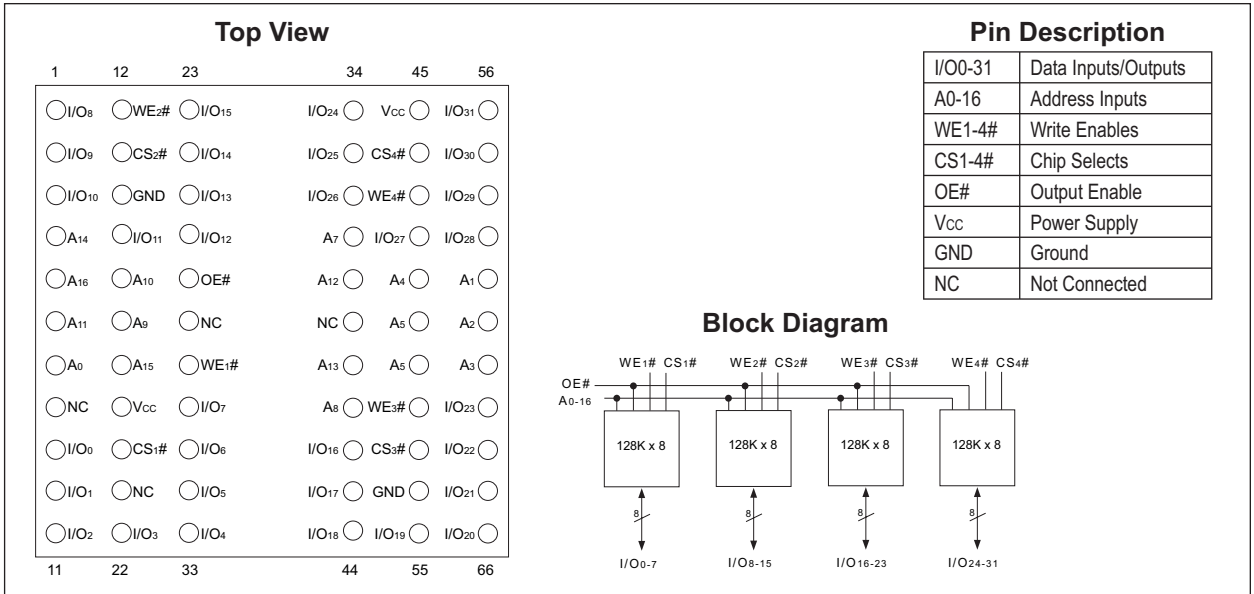 Top View
1 12 23 34 45 56
I/O8 WE2# I/O15 I/O24 Vcc I/O31
I/O9 CS2# I/O14 I/O25 CS4# I/O30
I/O10 GND I/O13 I/O26 WE4# I/O29
A14 I/O11 I/O12 A7 I/O27 I/O28
A16 A10 OE# A12 A4 A1
A11 A9 NC NC A5 A2
A0 A15 WE1# A13 A5 A3
NC Vcc I/O7 A8 WE3# I/O23
I/O0 CS1# I/O6 I/O16 CS3# I/O22
I/O1 NC I/O5 I/O17 GND I/O21
I/O2 I/O3 I/O4 I/O18 I/O19 I/O20
11 22 33 44 55 66
Pin Description
I/O0-31 Data Inputs/Outputs
A0-16 Address Inputs
WE1-4# Write Enables
CS1-4# Chip Selects
OE# Output Enable
Vcc Power Supply
GND Ground
NC Not Connected
Block Diagram
WE1# CS1# WE2# CS2# WE3# CS3# WE4# CS4#
OE#
A0-16
128K x 8 128K x 8 128K x 8 128K x 8
8 8 8 8
I/O0-7 I/O8-15 I/O16-23 I/O24-31